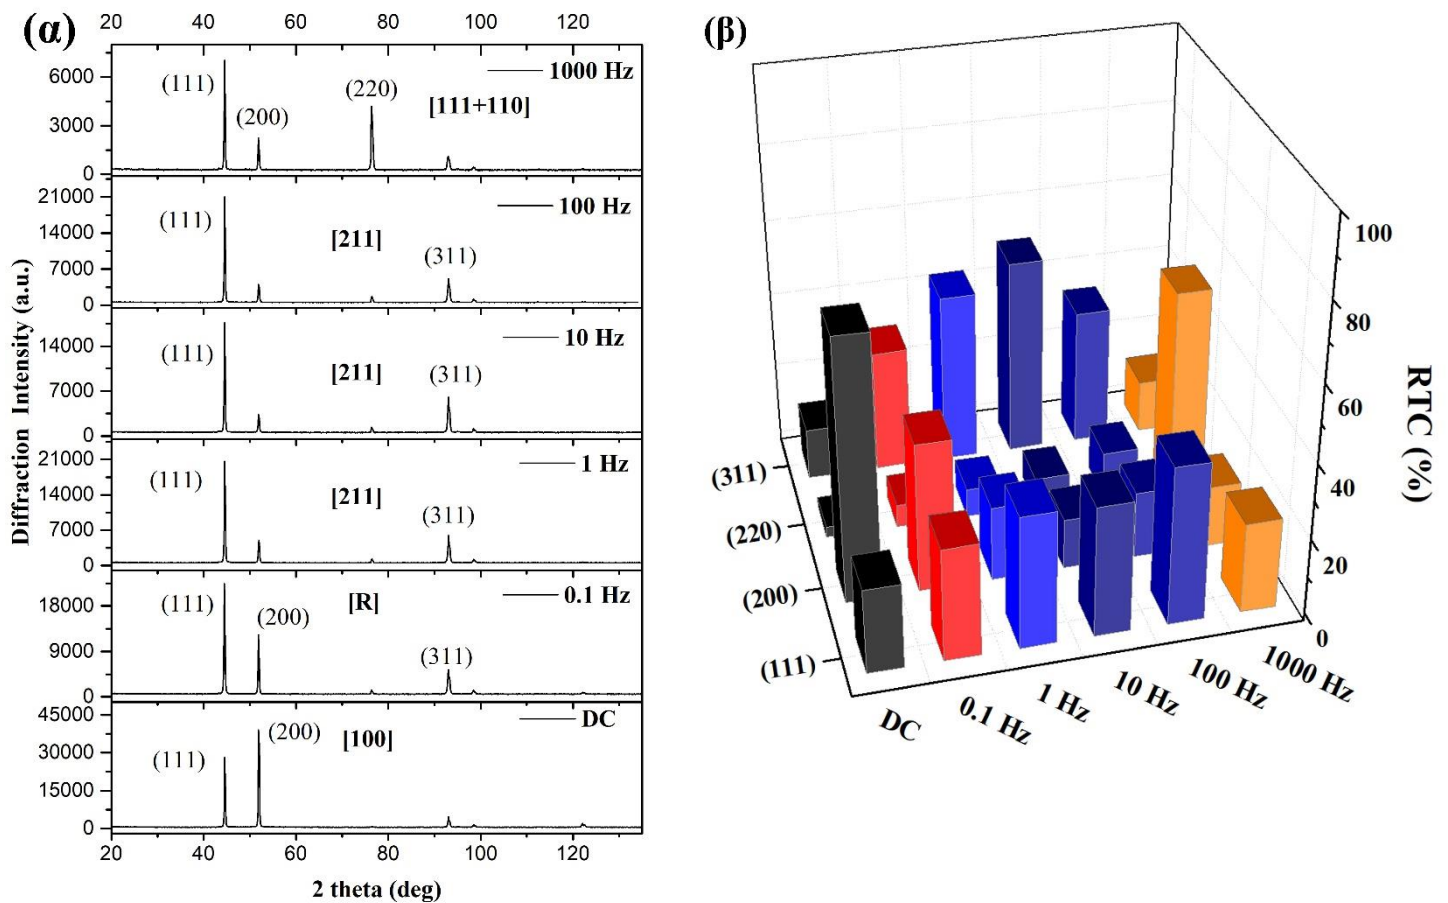 (α)
20 40 60 80 100 120
6000
3000
0
(111)
(200)
(220)
1000 Hz
[111+110]
21000
14000
7000
0
(111)
[211]
(311)
100 Hz
14000
7000
0
(111)
[211]
(311)
10 Hz
21000
14000
7000
0
(111)
[211]
(311)
1 Hz
18000
9000
0
(111)
(200)
[R]
(311)
0.1 Hz
45000
30000
15000
0
(111)
(200)
[100]
DC
20 40 60 80 100 120
2 theta (deg)
Diffraction Intensity (a.u.)
(β)
100
80
60
40
20
0
RTC (%)
(311)
(220)
(200)
(111)
DC
0.1 Hz
1 Hz
10 Hz
100 Hz
1000 Hz